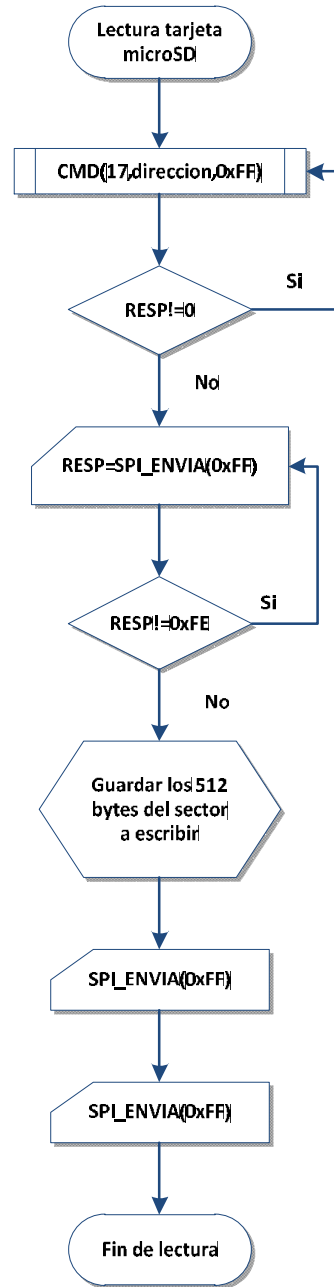 Lectura tarjeta
microSD
CMD(17,direccion,0xFF)
RESP!=0
Si
No
RESP=SPI_ENVIA(0xFF)
RESP!=0xFE
Si
No
Guardar los 512
bytes del sector
a escribir
SPI_ENVIA(0xFF)
SPI_ENVIA(0xFF)
Fin de lectura